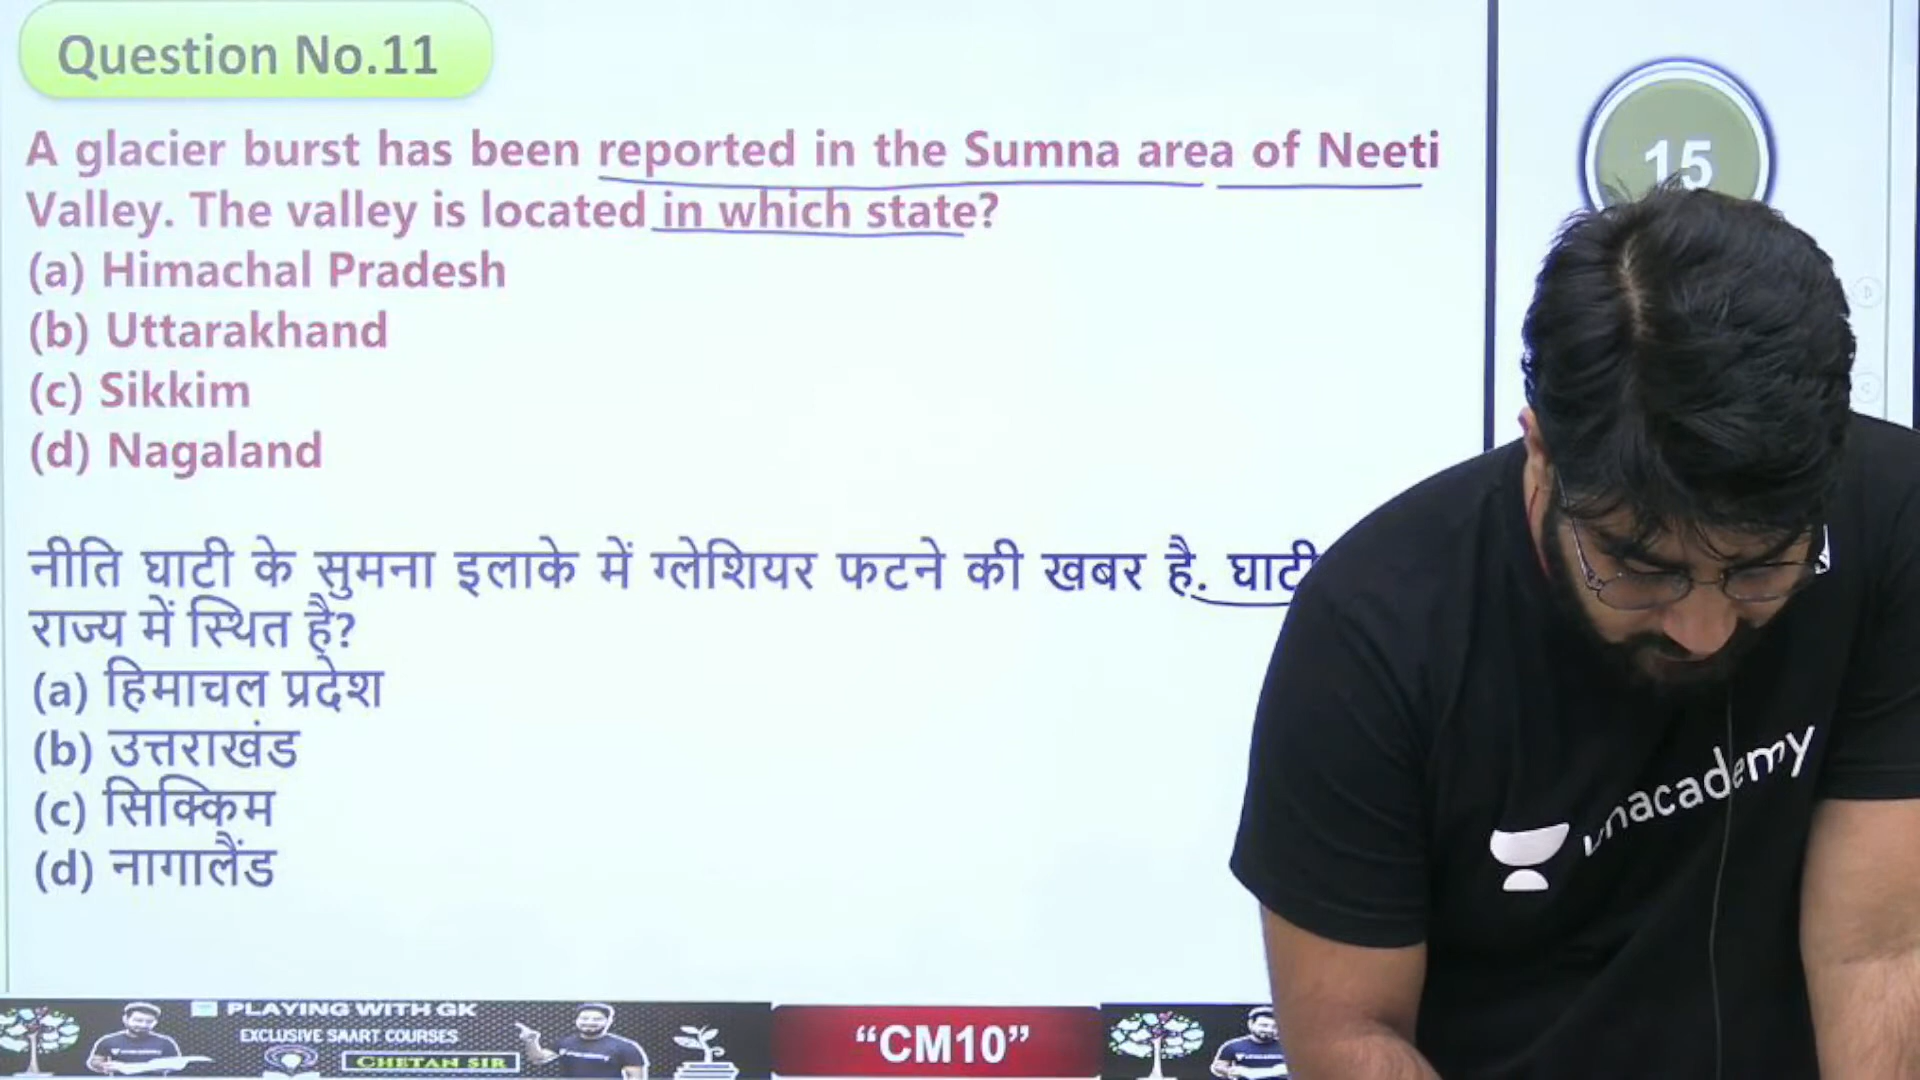 Question No.11
15
A glacier burst has been reported in the Sumna area of Neeti
Valley. The valley is located in which state?
(a) Himachal Pradesh
(b) Uttarakhand
(c) Sikkim
(d) Nagaland
नीति घाटी के सुमना इलाके में ग्लेशियर फटने की खबर है. घाटी
राज्य में स्थित है?
(a) हिमाचल प्रदेश
(b) उत्तराखंड
(c) सिक्किम
(d) नागालैंड
unacademy
PLAYING WITH GK
EXCLUSIVE SAART COURSES
CHETAN SIR
“CM10”